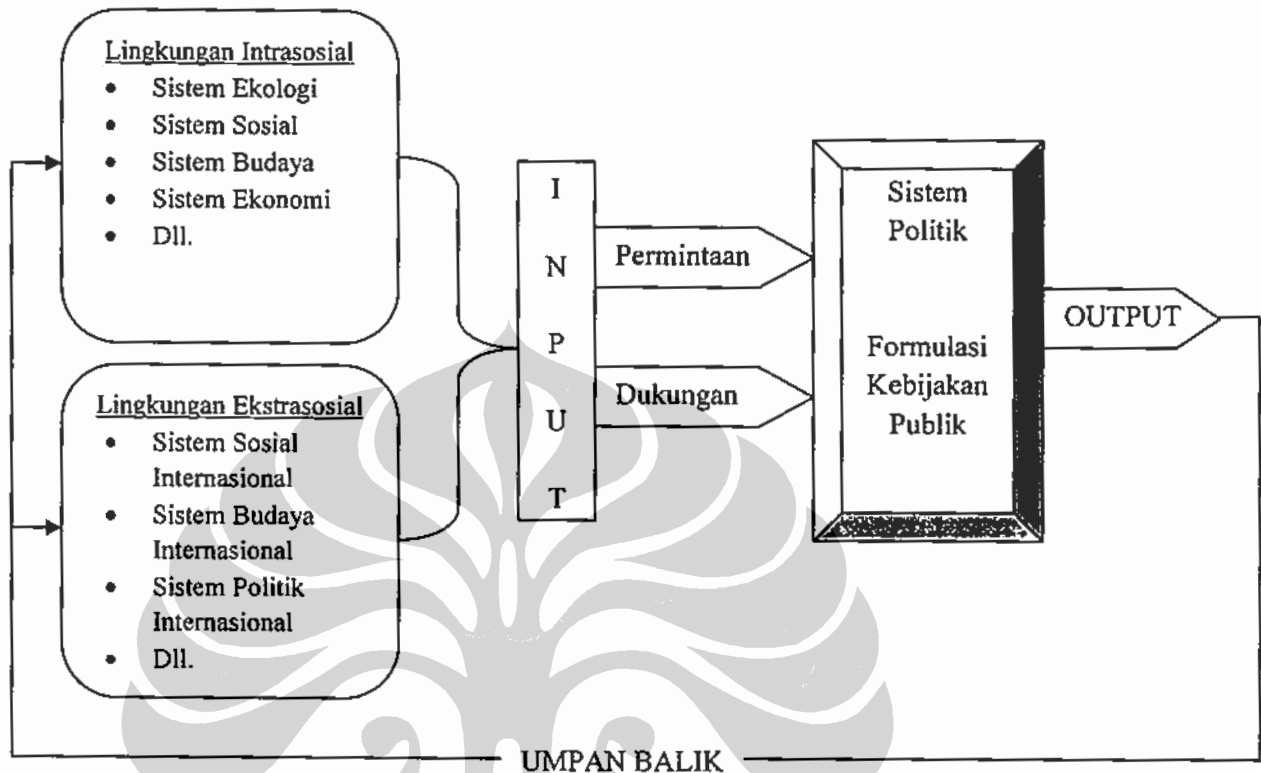 Lingkungan Intrasosial
• Sistem Ekologi
• Sistem Sosial
• Sistem Budaya
• Sistem Ekonomi
• Dll.
Lingkungan Ekstrasosial
• Sistem Sosial
Internasional
• Sistem Budaya
Internasional
• Sistem Politik
Internasional
• Dll.
I
N
P
U
T
Permintaan
Dukungan
Sistem
Politik
Formulasi
Kebijakan
Publik
OUTPUT
UMPAN BALIK